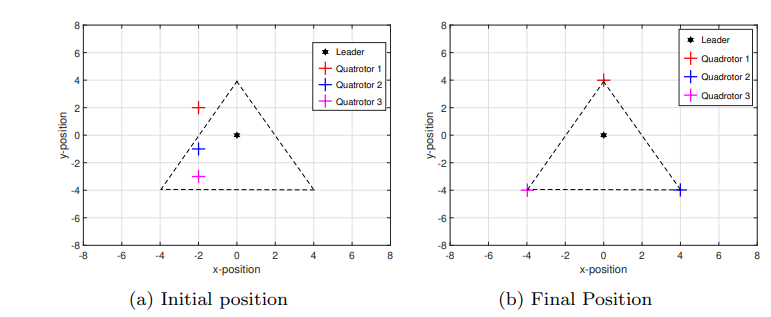 8
6
4
2
0
-2
-4
-6
-8
-8 -6 -4 -2 0 2 4 6 8
x-position
y-position
Leader
Quatrotor 1
Quatrotor 2
Quatrotor 3
(a) Initial position
8
6
4
2
0
-2
-4
-6
-8
-8 -6 -4 -2 0 2 4 6 8
x-position
y-position
Leader
Quadrotor 1
Quadrotor 2
Quadrotor 3
(b) Final Position